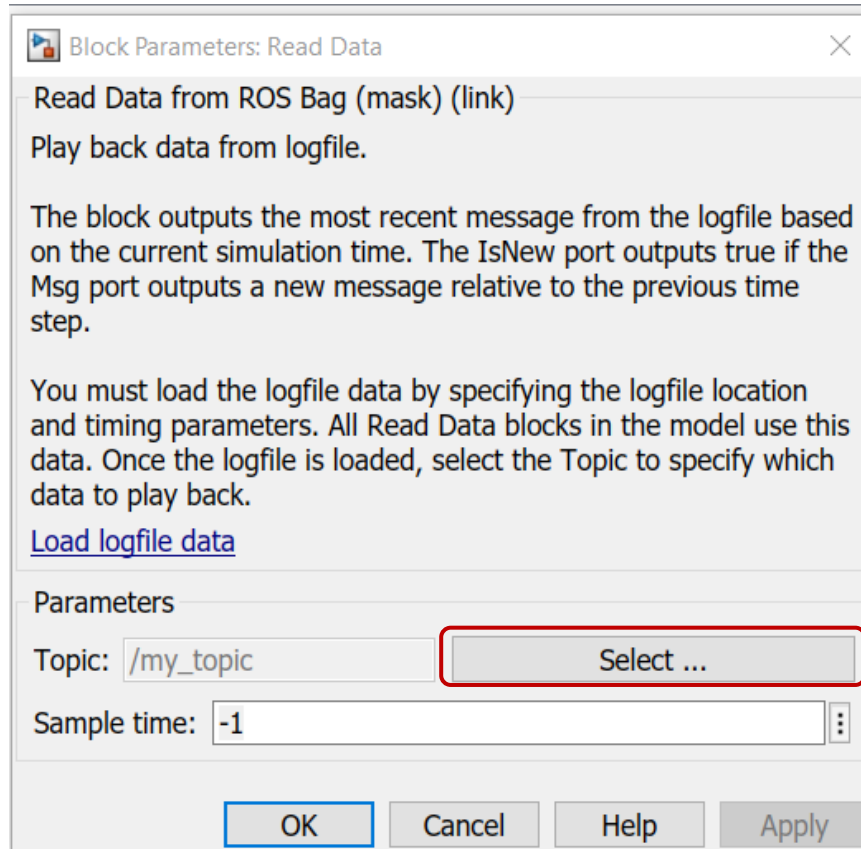 Block Parameters: Read Data
Read Data from ROS Bag (mask) (link)
Play back data from logfile.
The block outputs the most recent message from the logfile based
on the current simulation time. The IsNew port outputs true if the
Msg port outputs a new message relative to the previous time
step.
You must load the logfile data by specifying the logfile location
and timing parameters. All Read Data blocks in the model use this
data. Once the logfile is loaded, select the Topic to specify which
data to play back.
Load logfile data
Parameters
Topic: /my_topic Select ...
Sample time: -1
OK Cancel Help Apply